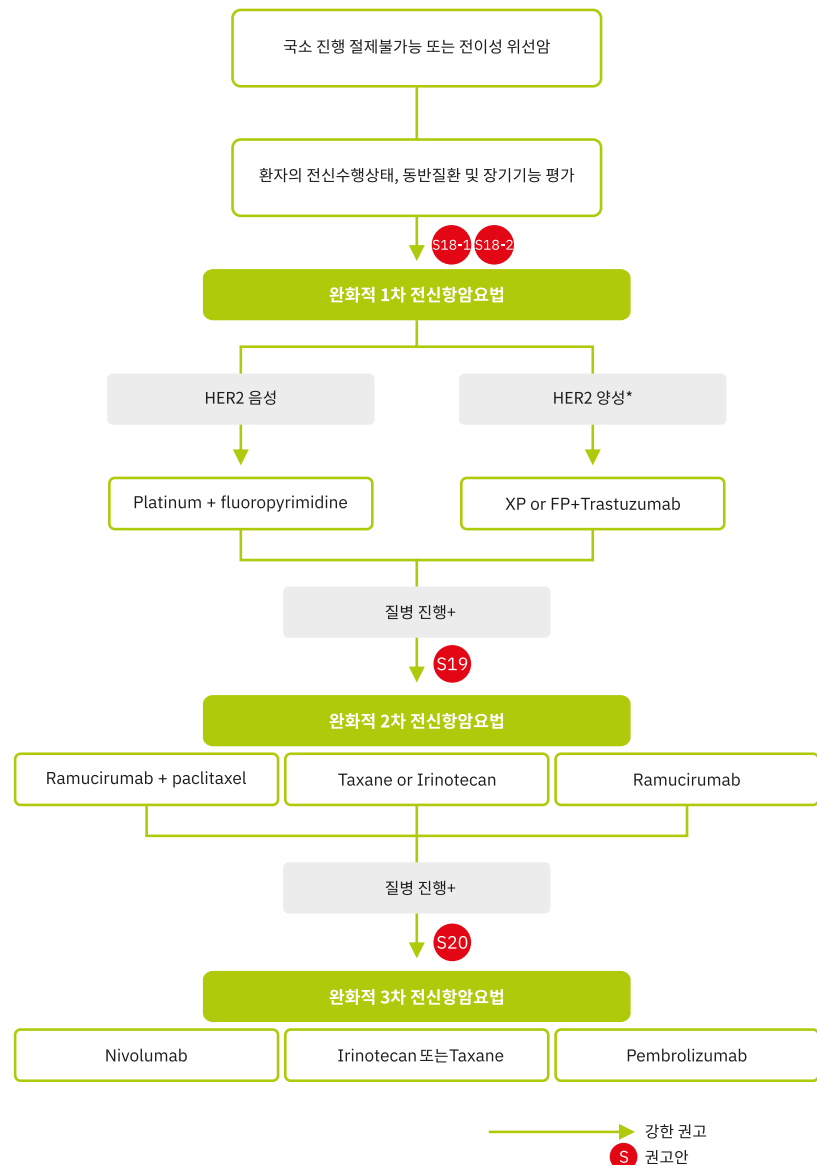 국소 진행 절제불가능 또는 전이성 위선암
환자의 전신수행상태, 동반질환 및 장기기능 평가
S18-1 S18-2
완화적 1차 전신항암요법
HER2 음성
HER2 양성*
Platinum + fluoropyrimidine
XP or FP+Trastuzumab
질병 진행+
S19
완화적 2차 전신항암요법
Ramucirumab + paclitaxel
Taxane or Irinotecan
Ramucirumab
질병 진행+
S20
완화적 3차 전신항암요법
Nivolumab
Irinotecan 또는Taxane
Pembrolizumab
강한 권고
S 권고안